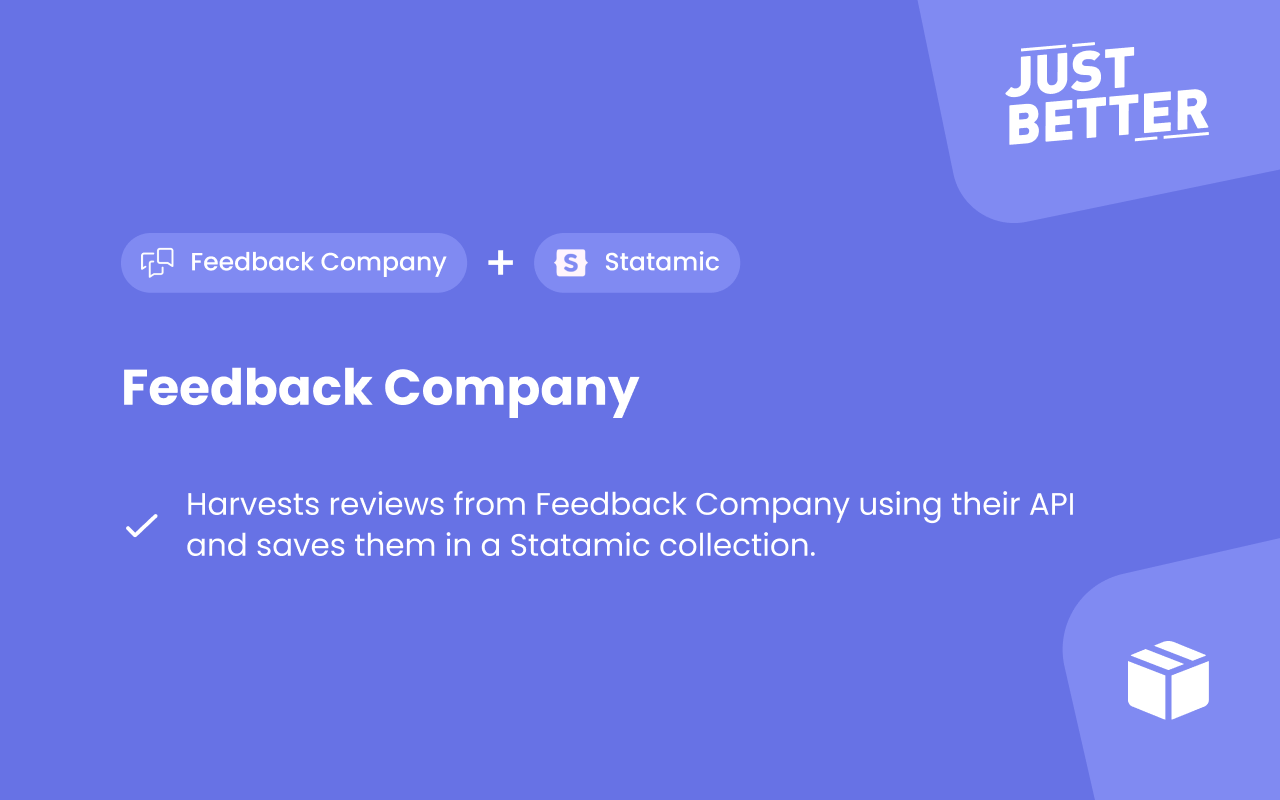 JUST
BETTER
Feedback Company + S Statamic
Feedback Company
Harvests reviews from Feedback Company using their API
and saves them in a Statamic collection.